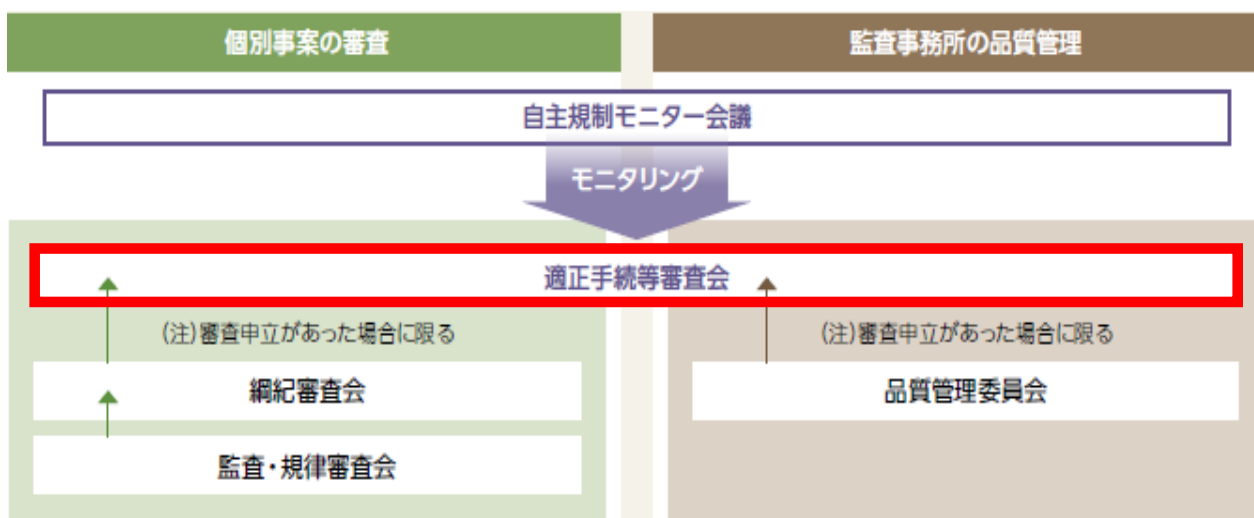 個別事案の審査
監査事務所の品質管理
自主規制モニター会議
モニタリング
適正手続等審査会
(注)審査申立があった場合に限る
(注)審査申立があった場合に限る
綱紀審査会
品質管理委員会
監査・規律審査会